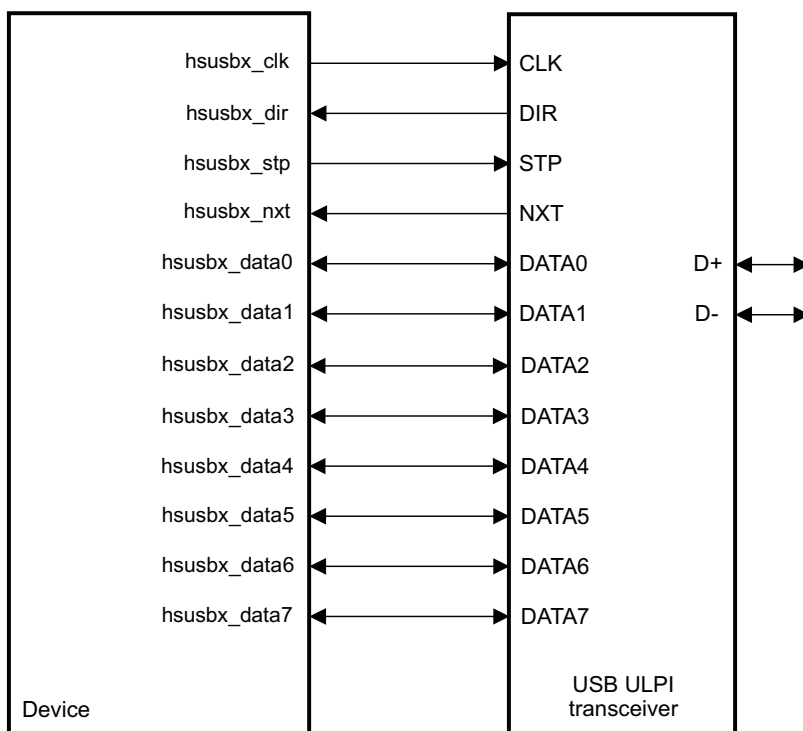 hsusbx_clk CLK
hsusbx_dir DIR
hsusbx_stp STP
hsusbx_nxt NXT
hsusbx_data0 DATA0 D+
hsusbx_data1 DATA1 D-
hsusbx_data2 DATA2
hsusbx_data3 DATA3
hsusbx_data4 DATA4
hsusbx_data5 DATA5
hsusbx_data6 DATA6
hsusbx_data7 DATA7
Device
USB ULPI
transceiver